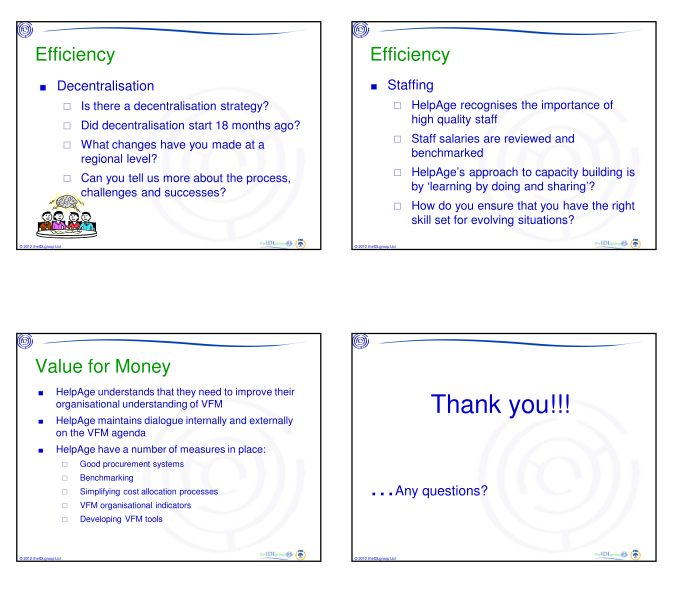 Efficiency
Decentralisation
Is there a decentralisation strategy?
Did decentralisation start 18 months ago?
What changes have you made at a
regional level?
Can you tell us more about the process,
challenges and successes?
© 2010 theIDLgroup Ltd
theIDLgroup
Efficiency
Staffing
HelpAge recognises the importance of
high quality staff
Staff salaries are reviewed and
benchmarked
HelpAge's approach to capacity building is
by 'learning by doing and sharing'?
How do you ensure that you have the right
skill set for evolving situations?
© 2010 theIDLgroup Ltd
theIDLgroup
Value for Money
HelpAge understands that they need to improve their
organisational understanding of VFM
HelpAge maintains dialogue internally and externally
on the VFM agenda
HelpAge have a number of measures in place:
Good procurement systems
Benchmarking
Simplifying cost allocation processes
VFM organisational indicators
Developing VFM tools
© 2010 theIDLgroup Ltd
theIDLgroup
Thank you!!!
...Any questions?
© 2010 theIDLgroup Ltd
theIDLgroup